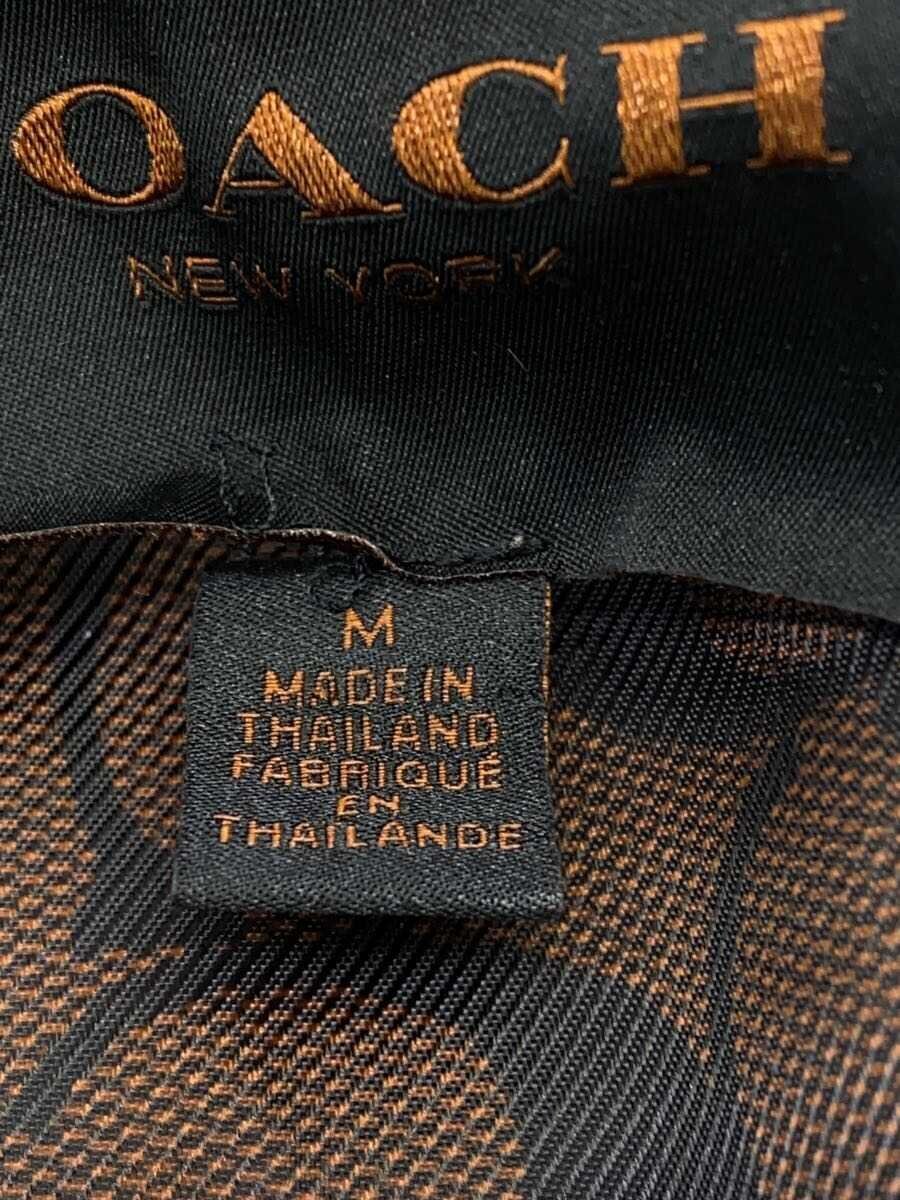 OACH
NEW YORK
M
MADE IN
THAILAND
FABRIQUÉ
EN
THAILANDE